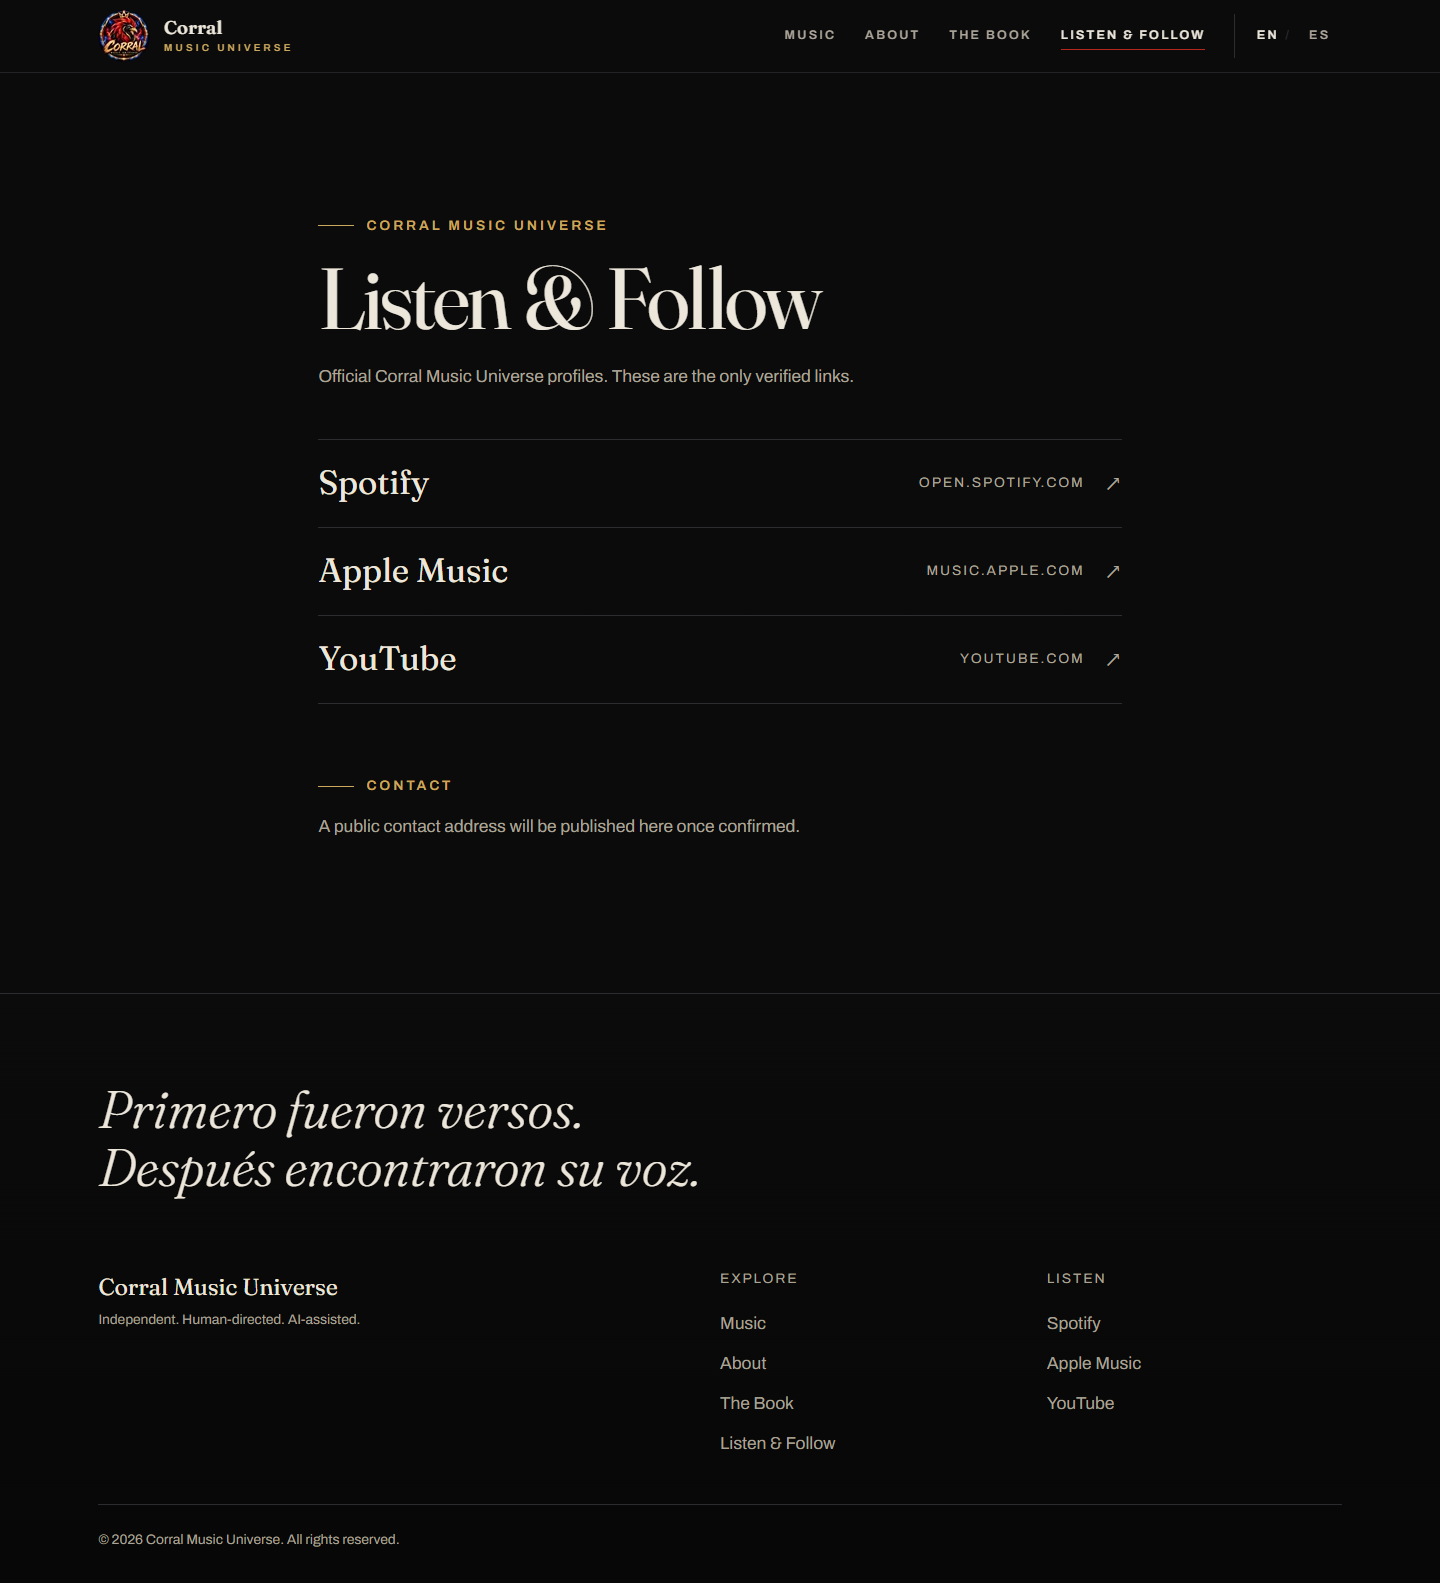 CORRAL
Corral
MUSIC UNIVERSE
MUSIC
ABOUT
THE BOOK
LISTEN & FOLLOW
EN / ES
CORRAL MUSIC UNIVERSE
Listen & Follow
Official Corral Music Universe profiles. These are the only verified links.
Spotify
OPEN.SPOTIFY.COM ↗
Apple Music
MUSIC.APPLE.COM ↗
YouTube
YOUTUBE.COM ↗
CONTACT
A public contact address will be published here once confirmed.
Primero fueron versos.
Después encontraron su voz.
Corral Music Universe
Independent. Human-directed. AI-assisted.
EXPLORE
Music
About
The Book
Listen & Follow
LISTEN
Spotify
Apple Music
YouTube
© 2026 Corral Music Universe. All rights reserved.